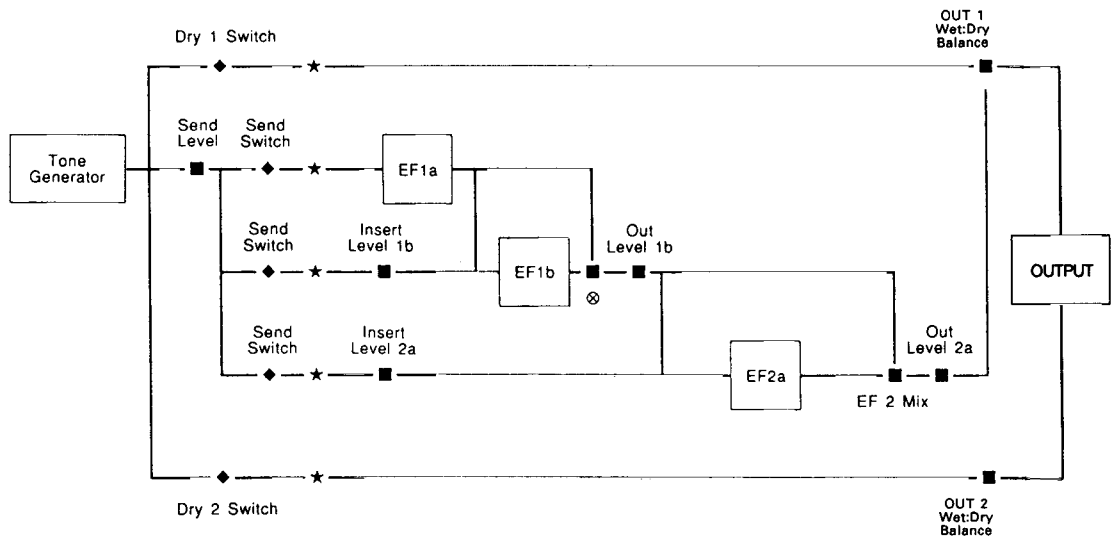 OUT 1
Wet:Dry
Balance
Dry 1 Switch
Send
Level
Send
Switch
Tone
Generator
EF1a
Send
Switch
Insert
Level 1b
Out
Level 1b
EF1b
OUTPUT
Send
Switch
Insert
Level 2a
Out
Level 2a
EF2a
EF 2 Mix
Dry 2 Switch
OUT 2
Wet:Dry
Balance